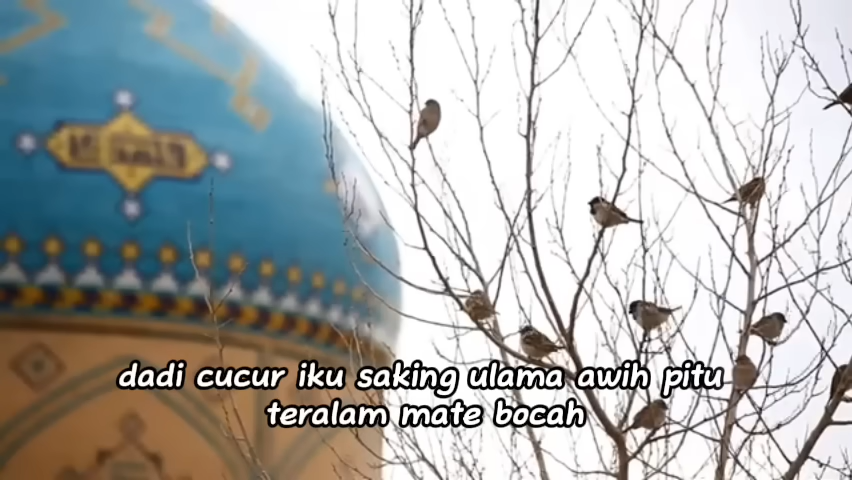 dadi cucur iku saking ulama awih pitu
teralam mate bocah